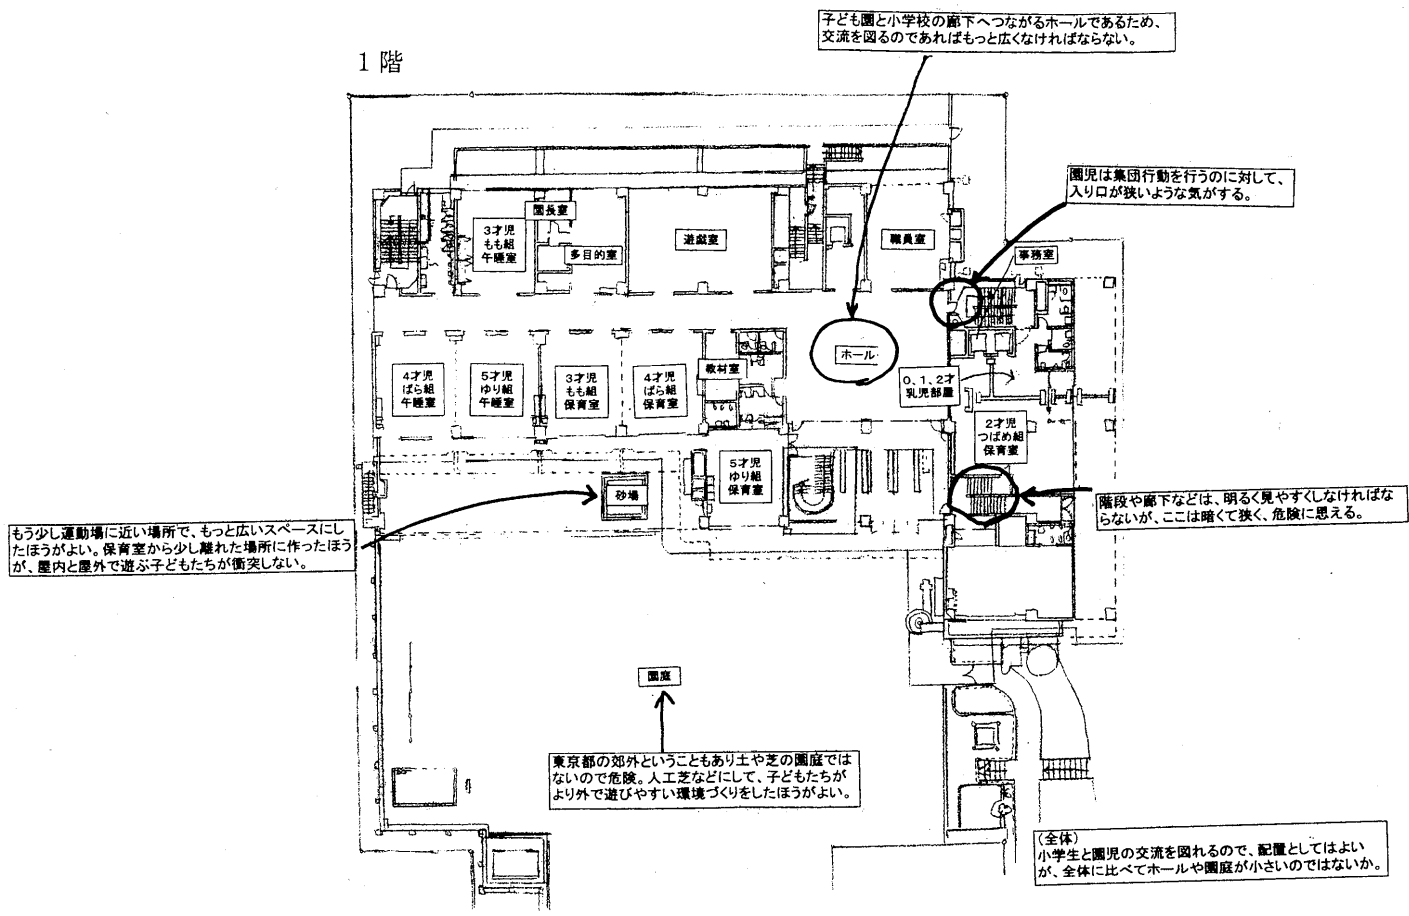 子ども園と小学校の廊下へつながるホールであるため、
交流を図るのであればもっと広くなければならない。
1 階
園児は集団行動を行うのに対して、
入り口が狭いような気がする。
園長室
3才児
もも組
午睡室
多目的室
遊戯室
職員室
事務室
ホール
4才児
ばら組
午睡室
5才児
ゆり組
午睡室
3才児
もも組
保育室
4才児
ばら組
保育室
教材室
0、1、2才
乳児部屋
2才児
つばめ組
保育室
5才児
ゆり組
保育室
砂場
階段や廊下などは、明るく見やすくしなければな
らないが、ここは暗くて狭く、危険に思える。
もう少し運動場に近い場所で、もっと広いスペースにし
たほうがよい。保育室から少し離れた場所に作ったほう
が、屋内と屋外で遊ぶ子どもたちが衝突しない。
園庭
東京都の郊外ということもあり土や芝の園庭では
ないので危険。人工芝などにして、子どもたちが
より外で遊びやすい環境づくりをしたほうがよい。
(全体)
小学生と園児の交流を図れるので、配置としてはよい
が、全体に比べてホールや園庭が小さいのではないか。